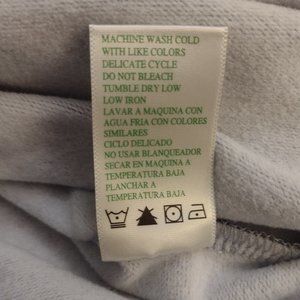 MACHINE WASH COLD
WITH LIKE COLORS
DELICATE CYCLE
DO NOT BLEACH
TUMBLE DRY LOW
LOW IRON
LAVAR A MAQUINA CON
AGUA FRIA CON COLORES
SIMILARES
CICLO DELICADO
NO USAR BLANQUEADOR
SECAR EN MAQUINA A
TEMPERATURA BAJA
PLANCHAR A
TEMPERATURA BAJA